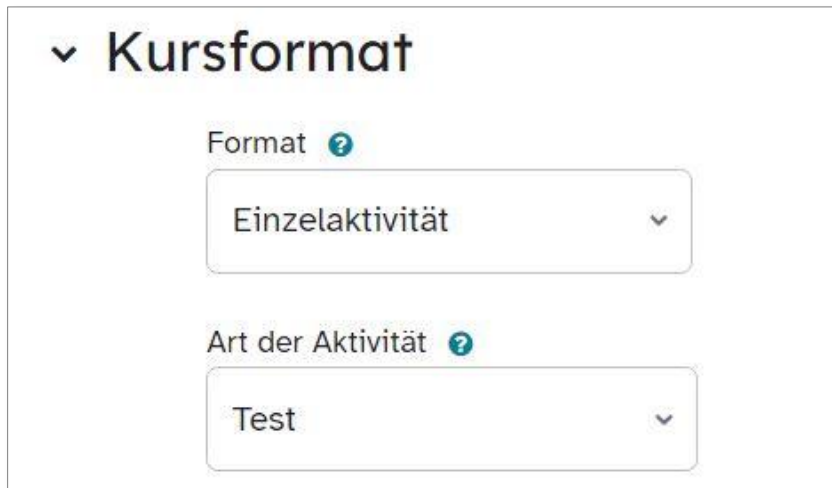 Kursformat
Format
Einzelaktivität
Art der Aktivität
Test